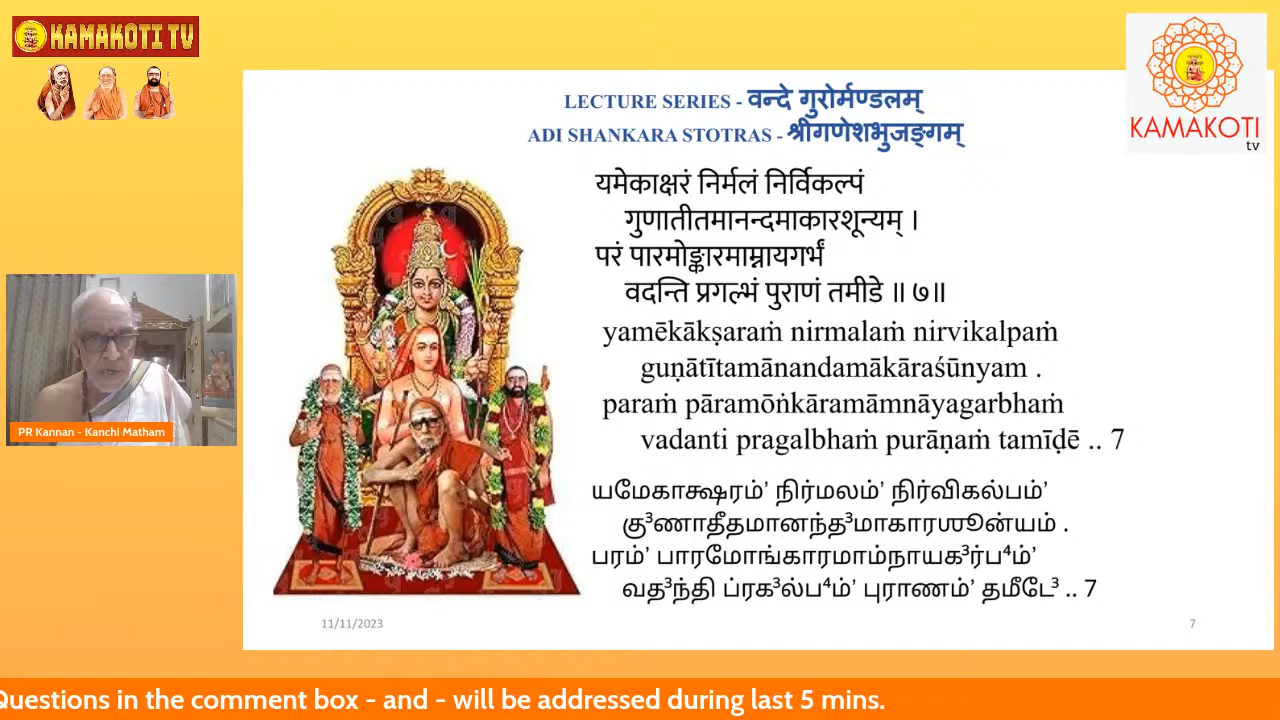 KAMAKOTI TV
KAMAKOTI
tv
LECTURE SERIES - वन्दे गुरोर्मण्डलम्
ADI SHANKARA STOTRAS - श्रीगणेशभुजङ्गम्
यमेकाक्षरं निर्मलं निर्विकल्पं
गुणातीतमानन्दमाकारशून्यम् ।
परं पारमोङ्कारमाम्नायगर्भं
वदन्ति प्रगल्भं पुराणं तमीडे ॥ ७॥
yamēkākṣaraṁ nirmalaṁ nirvikalpaṁ
guṇātītamānandamākāraśūnyam .
paraṁ pāramōṅkāramāmnāyagarbhaṁ
vadanti pragalbhaṁ purāṇaṁ tamīḍē .. 7
யமேகாக்ஷரம்ʼ நிர்மலம்ʼ நிர்விகல்பம்ʼ
கு³ணாதீதமானந்த³மாகாரஶூன்யம் .
பரம்ʼ பாரமோங்காரமாம்நாயக³ர்ப⁴ம்ʼ
வத³ந்தி ப்ரக³ல்ப⁴ம்ʼ புராணம்ʼ தமீடே³ .. 7
PR Kannan - Kanchi Matham
11/11/2023
7
Questions in the comment box - and - will be addressed during last 5 mins.